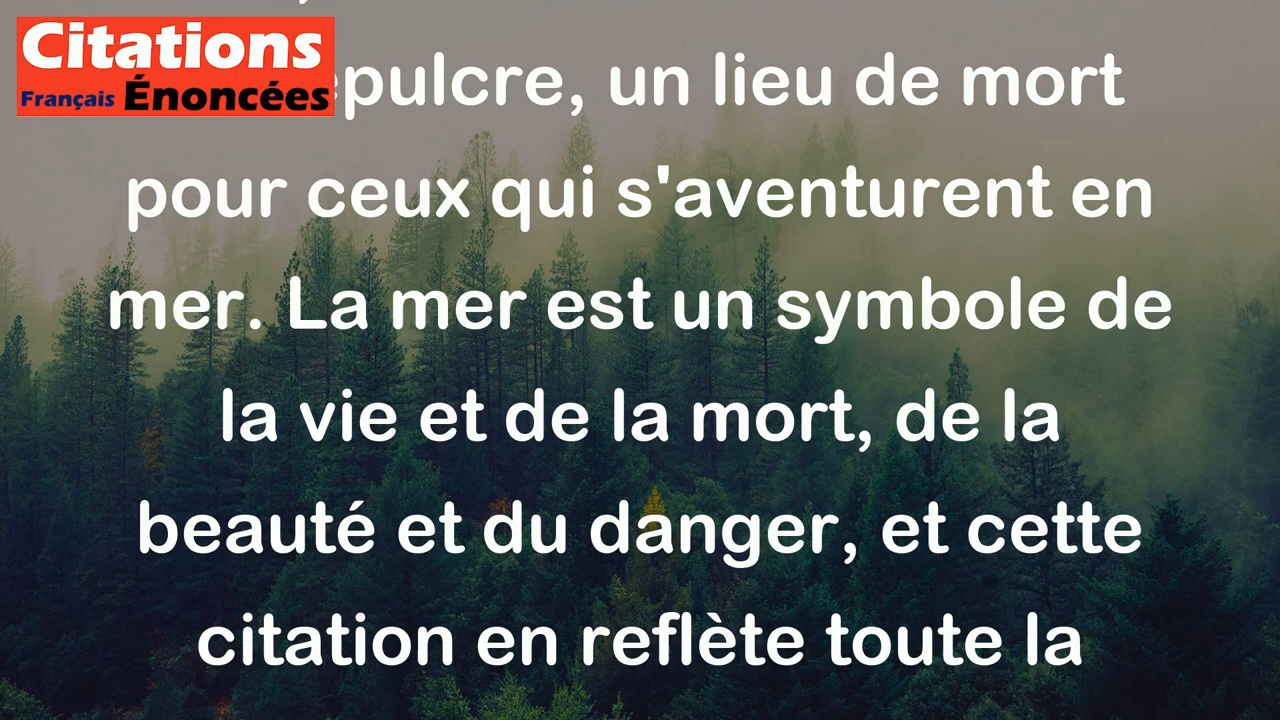 Citations
Français Énoncées
un lieu de mort
pour ceux qui s'aventurent en
mer. La mer est un symbole de
la vie et de la mort, de la
beauté et du danger, et cette
citation en reflète toute la